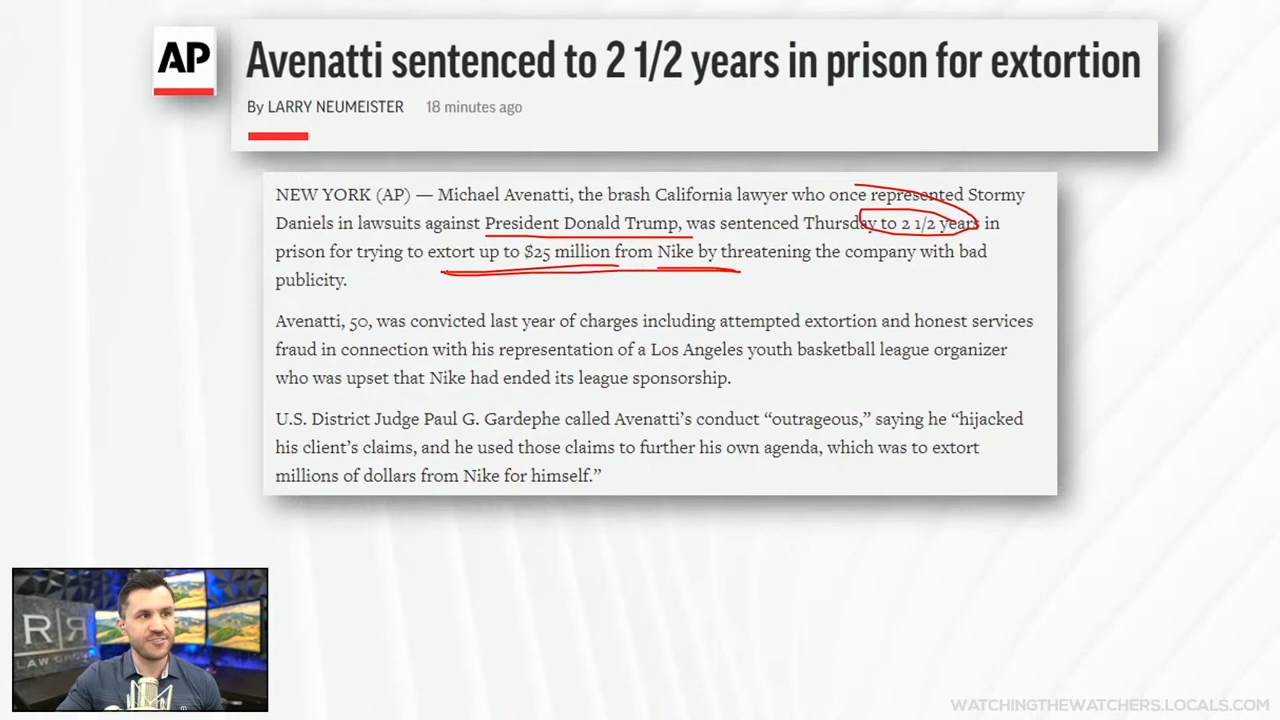 AP
Avenatti sentenced to 2 1/2 years in prison for extortion
By LARRY NEUMEISTER 18 minutes ago
NEW YORK (AP) — Michael Avenatti, the brash California lawyer who once represented Stormy
Daniels in lawsuits against President Donald Trump, was sentenced Thursday to 2 1/2 years in
prison for trying to extort up to $25 million from Nike by threatening the company with bad
publicity.
Avenatti, 50, was convicted last year of charges including attempted extortion and honest services
fraud in connection with his representation of a Los Angeles youth basketball league organizer
who was upset that Nike had ended its league sponsorship.
U.S. District Judge Paul G. Gardephe called Avenatti’s conduct “outrageous,” saying he “hijacked
his client’s claims, and he used those claims to further his own agenda, which was to extort
millions of dollars from Nike for himself.”
R|R
LAW GROUP
WATCHINGTHEWATCHERS.LOCALS.COM